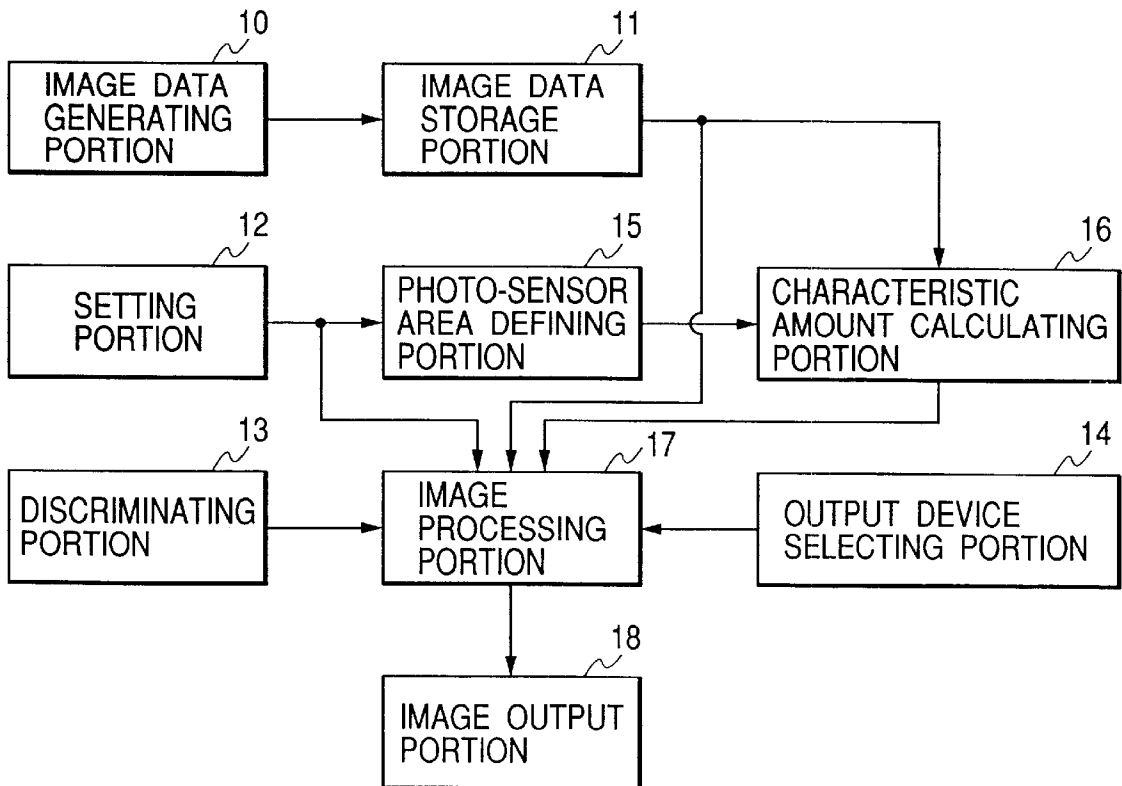 10
IMAGE DATA
GENERATING
PORTION
11
IMAGE DATA
STORAGE
PORTION
12
SETTING
PORTION
15
PHOTO-SENSOR
AREA DEFINING
PORTION
16
CHARACTERISTIC
AMOUNT CALCULATING
PORTION
13
DISCRIMINATING
PORTION
17
IMAGE
PROCESSING
PORTION
14
OUTPUT DEVICE
SELECTING PORTION
18
IMAGE OUTPUT
PORTION